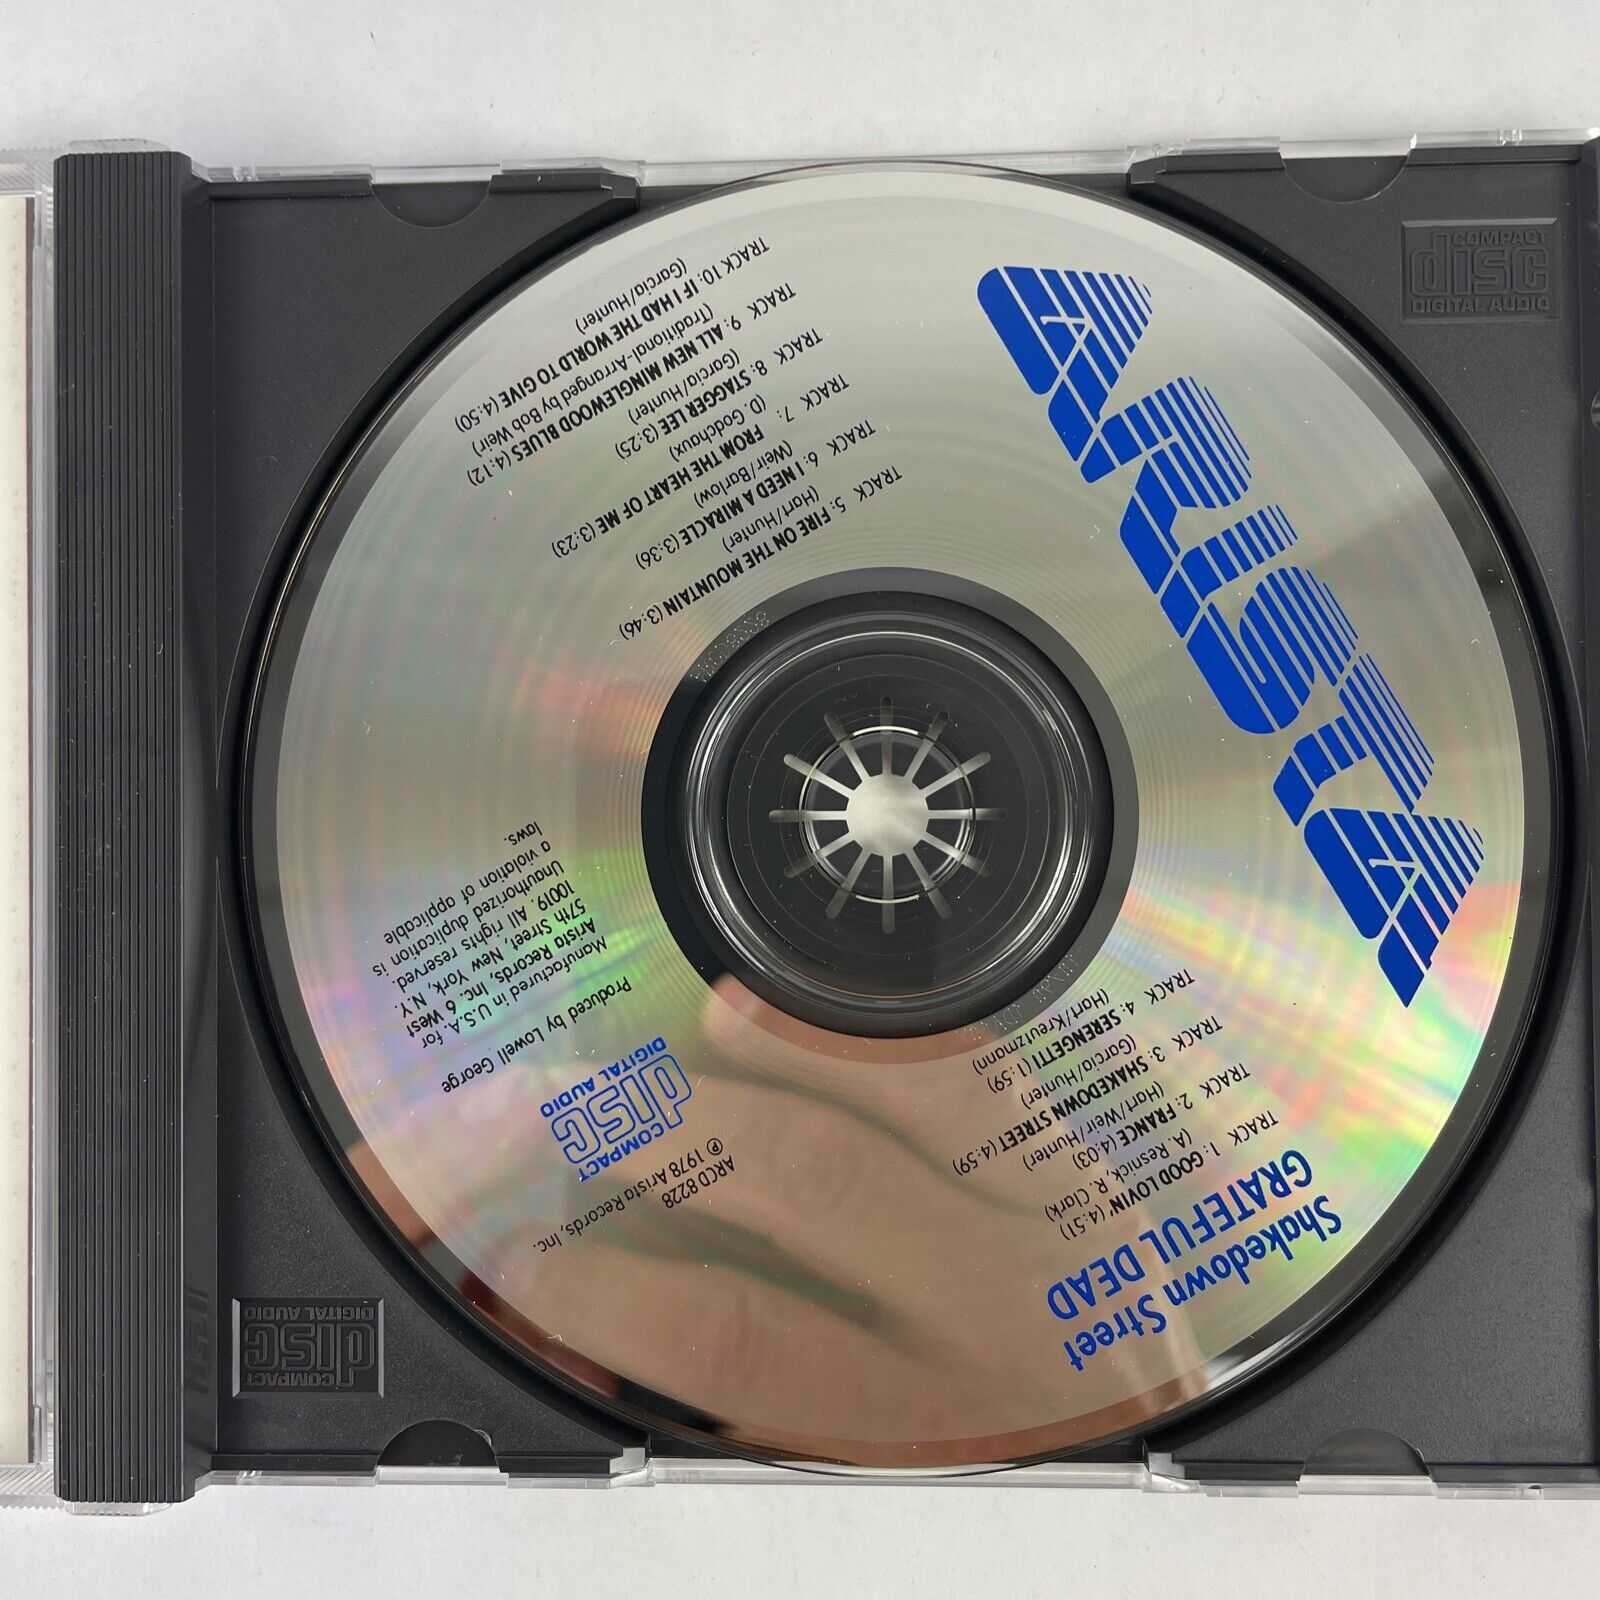 ARISTA
Shakedown Street
GRATEFUL DEAD
TRACK 1: GOOD LOVIN' (4:51)
(A. Resnick, R. Clark)
TRACK 2: FRANCE (4:03)
(Hart/Weir/Hunter)
TRACK 3: SHAKEDOWN STREET (4:59)
(Garcia/Hunter)
TRACK 4: SERENGETTI (1:59)
(Hart/Kreutzmann)
TRACK 5: FIRE ON THE MOUNTAIN (3:46)
(Hart/Hunter)
TRACK 6: I NEED A MIRACLE (3:36)
(Weir/Barlow)
TRACK 7:
FROM THE HEART OF ME (3:23)
(D. Godchaux)
TRACK 8: STAGGER LEE (3:25)
(Garcia/Hunter)
TRACK 9: ALL NEW MINGLEWOOD BLUES (4:12)
(Traditional-Arranged by Bob Weir)
TRACK 10: IF I HAD THE WORLD TO GIVE (4:50)
(Garcia/Hunter)
ARCD 8228
℗ 1978 Arista Records, Inc.
COMPACT
disc
DIGITAL AUDIO
Produced by Lowell George
Manufactured in U.S.A. for
Arista Records, Inc. 6 West
57th Street, New York, N.Y.
10019. All rights reserved.
Unauthorized duplication is
a violation of applicable
laws.
COMPACT
disc
DIGITAL AUDIO
COMPACT
disc
DIGITAL AUDIO